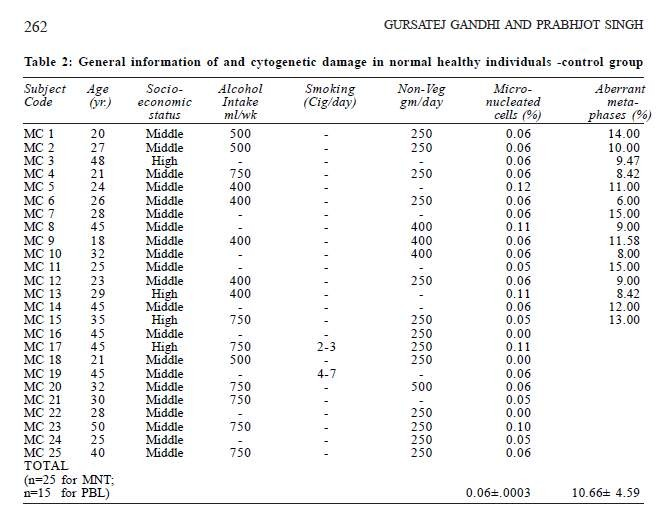 262 GURSATEJ GANDHI AND PRABHJOT SINGH
Table 2: General information of and cytogenetic damage in normal healthy individuals -control group
Subject Age Socio- Alcohol Smoking Non-Veg Micro- Aberrant
Code (yr.) economic Intake (Cig/day) gm/day nucleated meta-
status ml/wk cells (%) phases (%)
MC 1 20 Middle 500 - 250 0.06 14.00
MC 2 27 Middle 500 - 250 0.06 10.00
MC 3 48 High - - - 0.06 9.47
MC 4 21 Middle 750 - 250 0.06 8.42
MC 5 24 Middle 400 - - 0.12 11.00
MC 6 26 Middle 400 - 250 0.06 6.00
MC 7 28 Middle - - - 0.06 15.00
MC 8 45 Middle - - 400 0.11 9.00
MC 9 18 Middle 400 - 400 0.06 11.58
MC 10 32 Middle - - 400 0.06 8.00
MC 11 25 Middle - - - 0.05 15.00
MC 12 23 Middle 400 - 250 0.06 9.00
MC 13 29 High 400 - - 0.11 8.42
MC 14 45 Middle - - - 0.06 12.00
MC 15 35 High 750 - 250 0.05 13.00
MC 16 45 Middle - - 250 0.00
MC 17 45 High 750 2-3 250 0.11
MC 18 21 Middle 500 - 250 0.00
MC 19 45 Middle - 4-7 - 0.06
MC 20 32 Middle 750 - 500 0.06
MC 21 30 Middle 750 - - 0.05
MC 22 28 Middle - - 250 0.00
MC 23 50 Middle 750 - 250 0.10
MC 24 25 Middle - - 250 0.05
MC 25 40 Middle 750 - 250 0.06
TOTAL
(n=25 for MNT;
n=15 for PBL) 0.06±.0003 10.66± 4.59